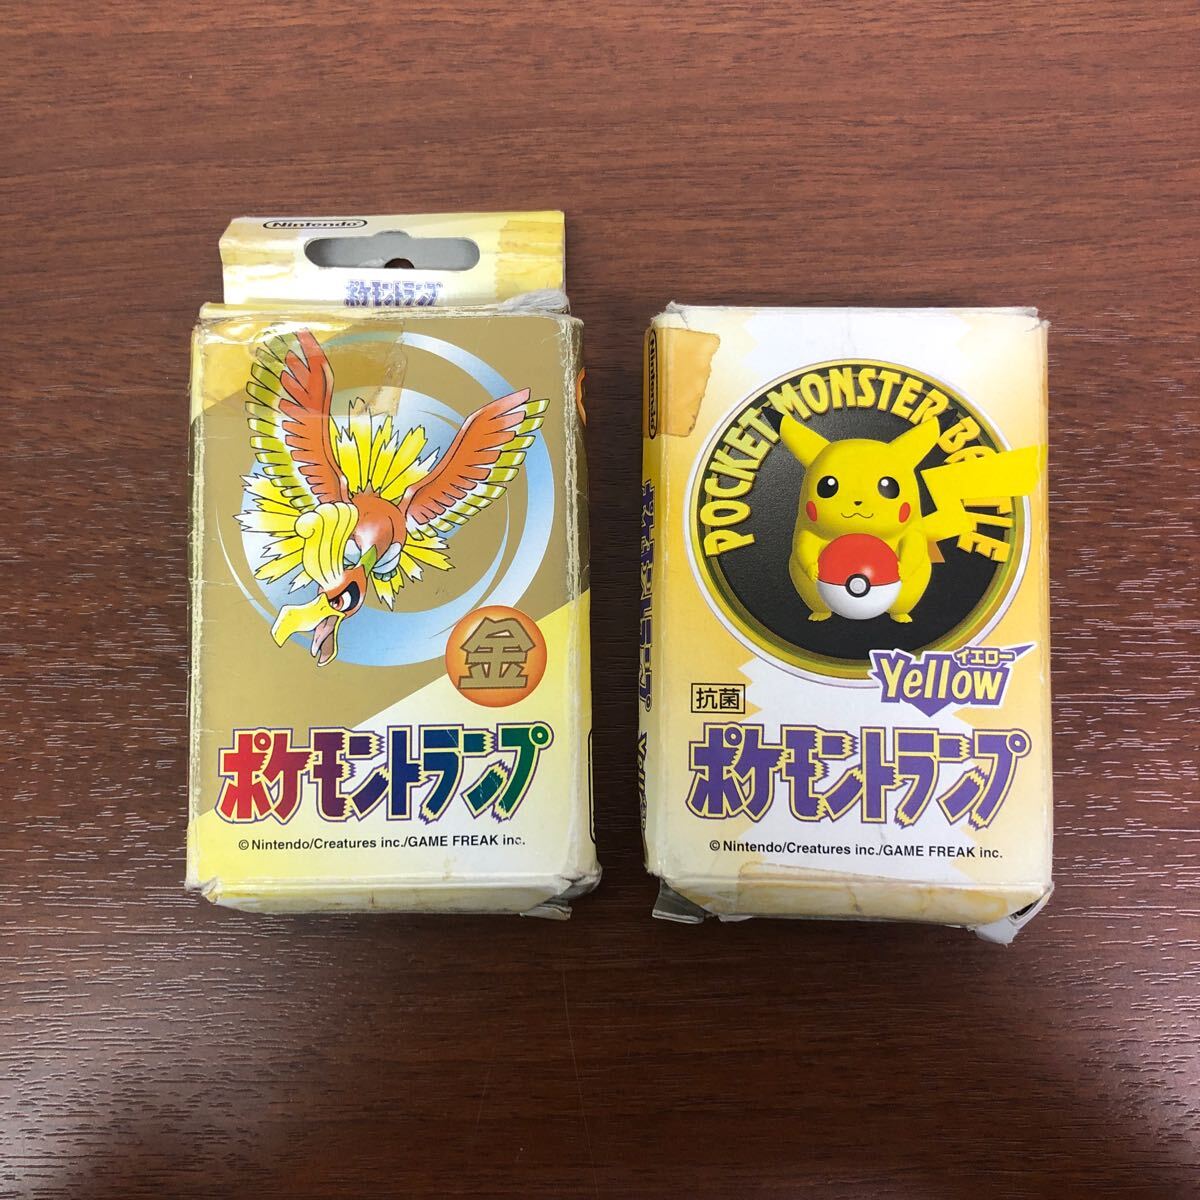 Nintendo
ポケモントランプ
金
ポケモントランプ
© Nintendo/Creatures inc./GAME FREAK inc.
Nintendo
POCKET MONSTER BATTLE
イエロー
Yellow
抗菌
ポケモントランプ
© Nintendo/Creatures inc./GAME FREAK inc.